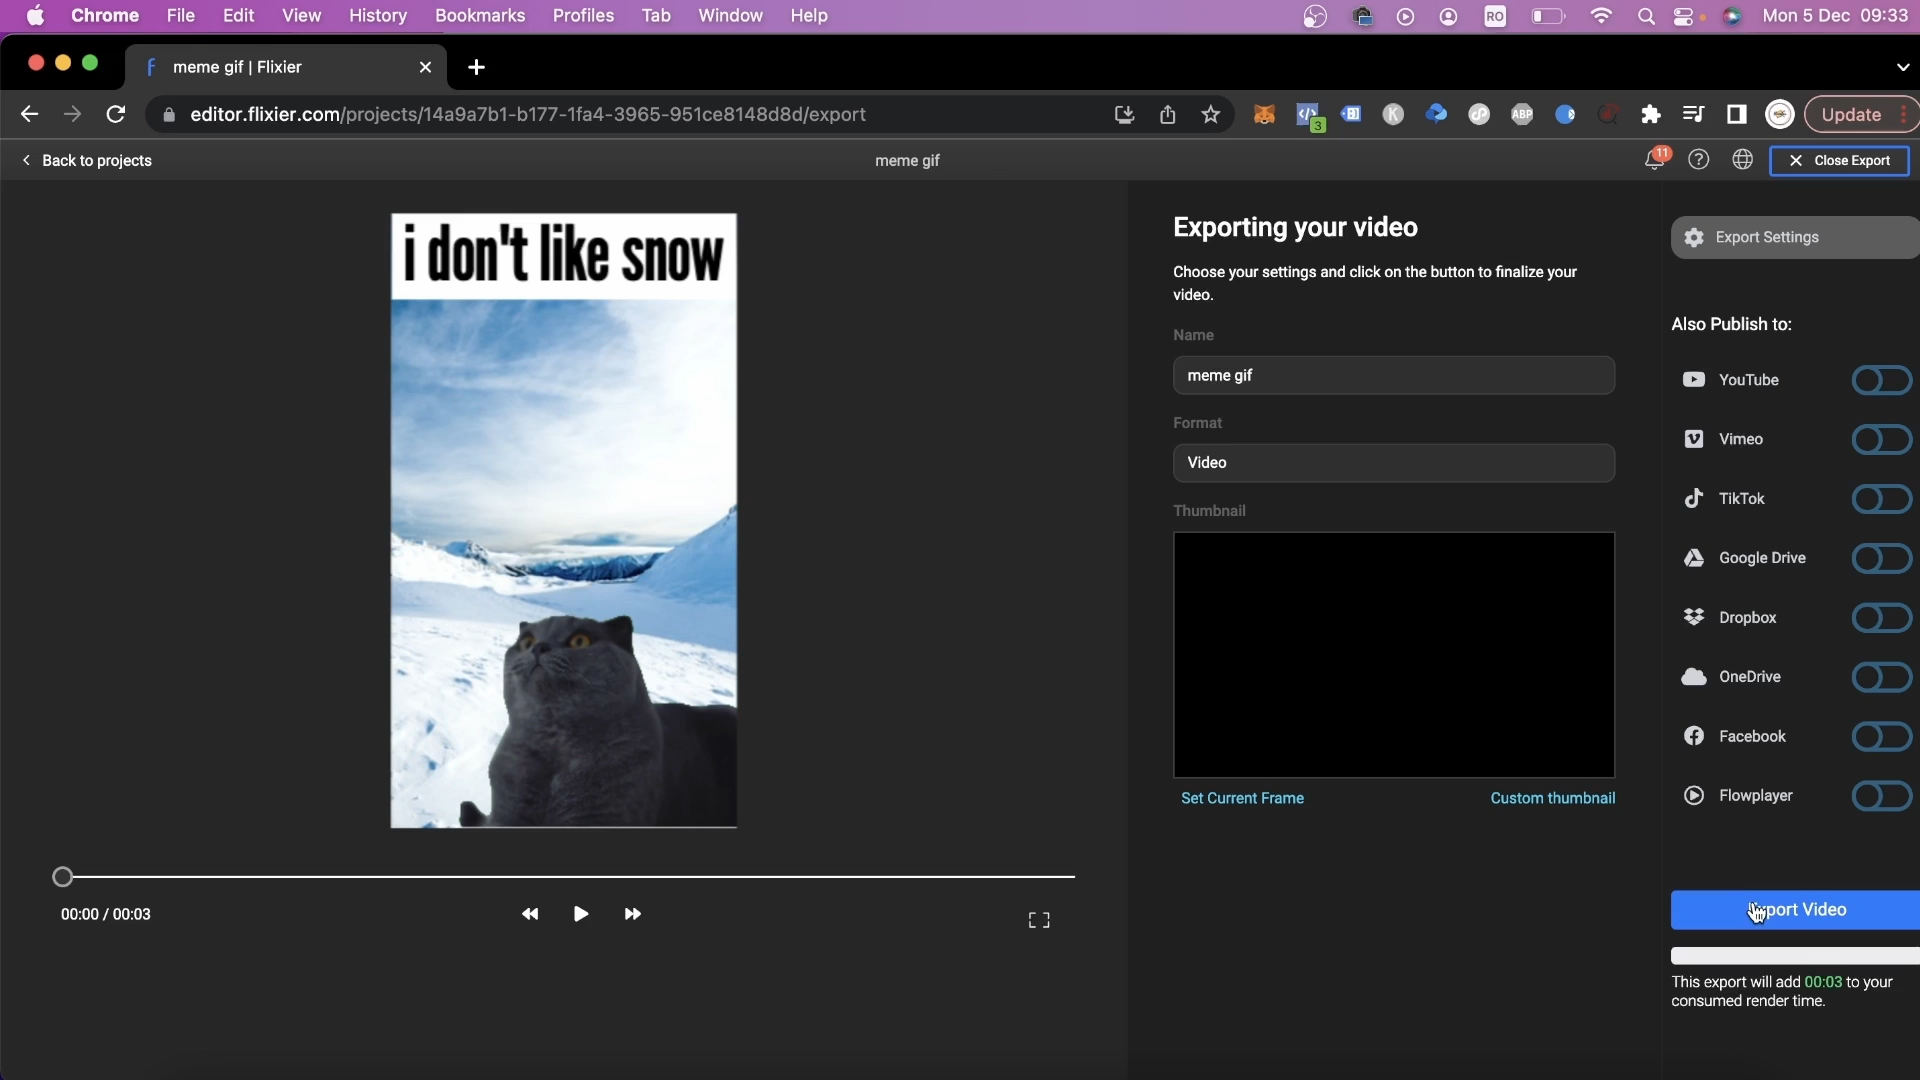 Chrome File Edit View History Bookmarks Profiles Tab Window Help
RO
Mon 5 Dec 09:33
meme gif | Flixier
editor.flixier.com/projects/14a9a7b1-b177-1fa4-3965-951ce8148d8d/export
3
K
ABP
Update
Back to projects
meme gif
11
Close Export
i don't like snow
00:00 / 00:03
Exporting your video
Choose your settings and click on the button to finalize your
video.
Name
meme gif
Format
Video
Thumbnail
Set Current Frame
Custom thumbnail
Export Settings
Also Publish to:
YouTube
Vimeo
TikTok
Google Drive
Dropbox
OneDrive
Facebook
Flowplayer
Export Video
This export will add 00:03 to your
consumed render time.